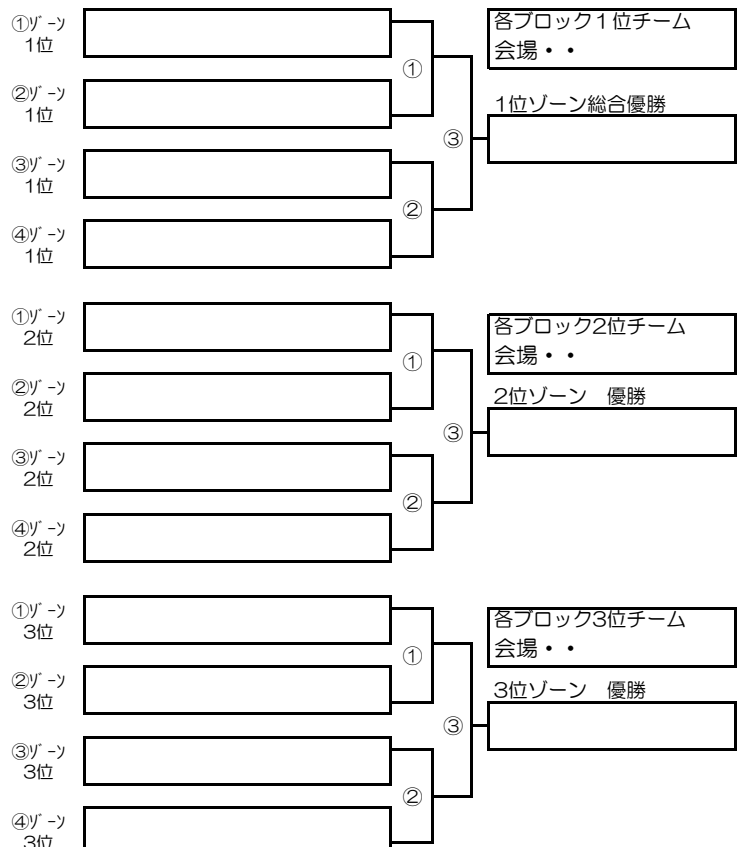 ①ｿﾞｰﾝ
1位
①
各ブロック１位チーム
会場・・
②ｿﾞｰﾝ
1位
1位ゾーン総合優勝
③
③ｿﾞｰﾝ
1位
②
④ｿﾞｰﾝ
1位
①ｿﾞｰﾝ
2位
①
各ブロック2位チーム
会場・・
②ｿﾞｰﾝ
2位
2位ゾーン　優勝
③
③ｿﾞｰﾝ
2位
②
④ｿﾞｰﾝ
2位
①ｿﾞｰﾝ
3位
①
各ブロック3位チーム
会場・・
②ｿﾞｰﾝ
3位
3位ゾーン　優勝
③
③ｿﾞｰﾝ
3位
②
④ｿﾞｰﾝ
3位